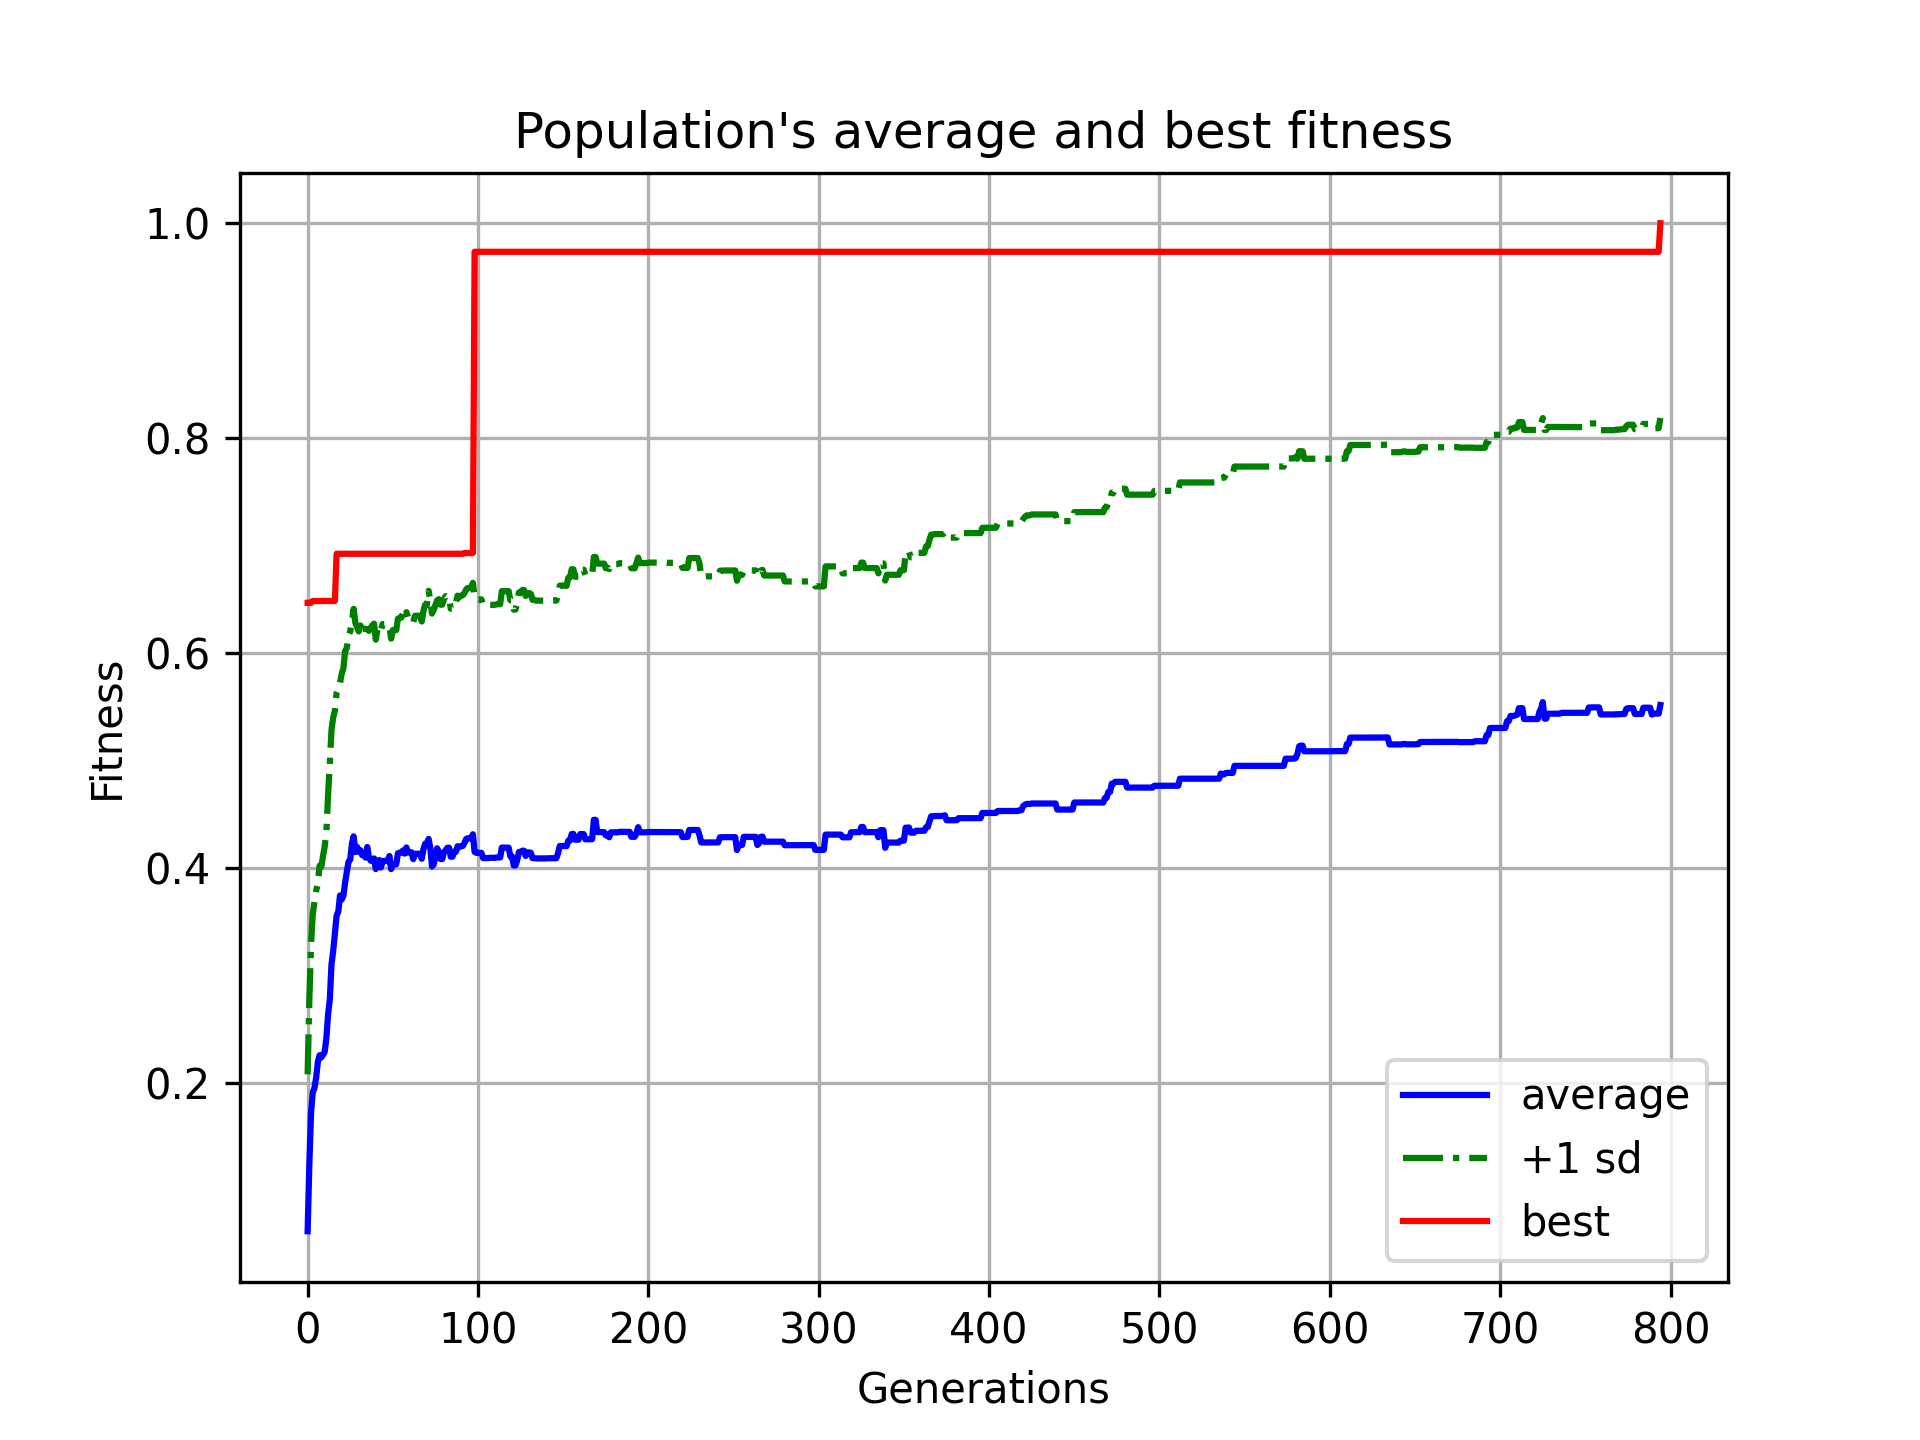 Population's average and best fitness
1.0
0.8
0.6
0.4
0.2
Fitness
0 100 200 300 400 500 600 700 800
Generations
average
+1 sd
best